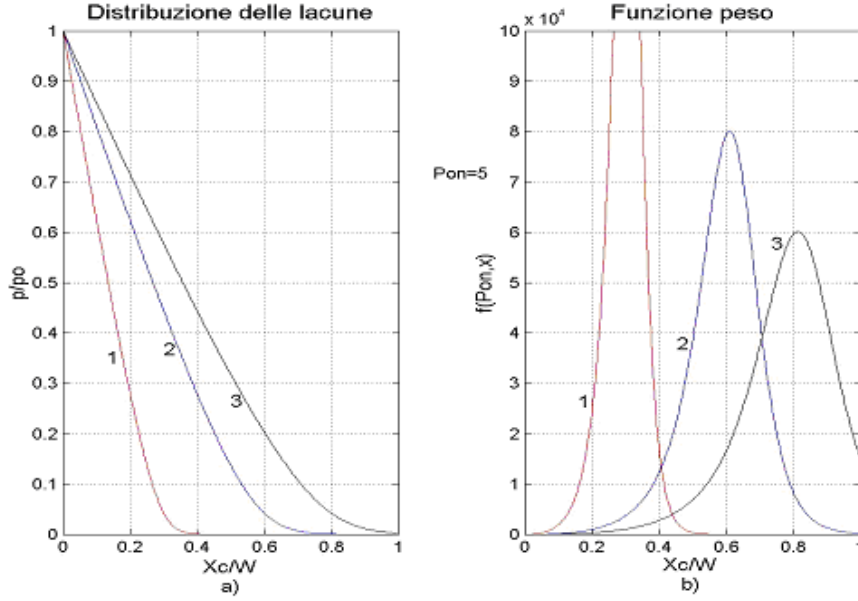 Distribuzione delle lacune
1
0.9
0.8
0.7
0.6
0.5
0.4
0.3
0.2
0.1
0
p/po
1
2
3
0 0.2 0.4 0.6 0.8 1
Xc/W
a)
Funzione peso
x 10⁴
10
9
8
7
6
5
4
3
2
1
0
Pon=5
f(Pon,x)
1
2
3
0 0.2 0.4 0.6 0.8 1
Xc/W
b)